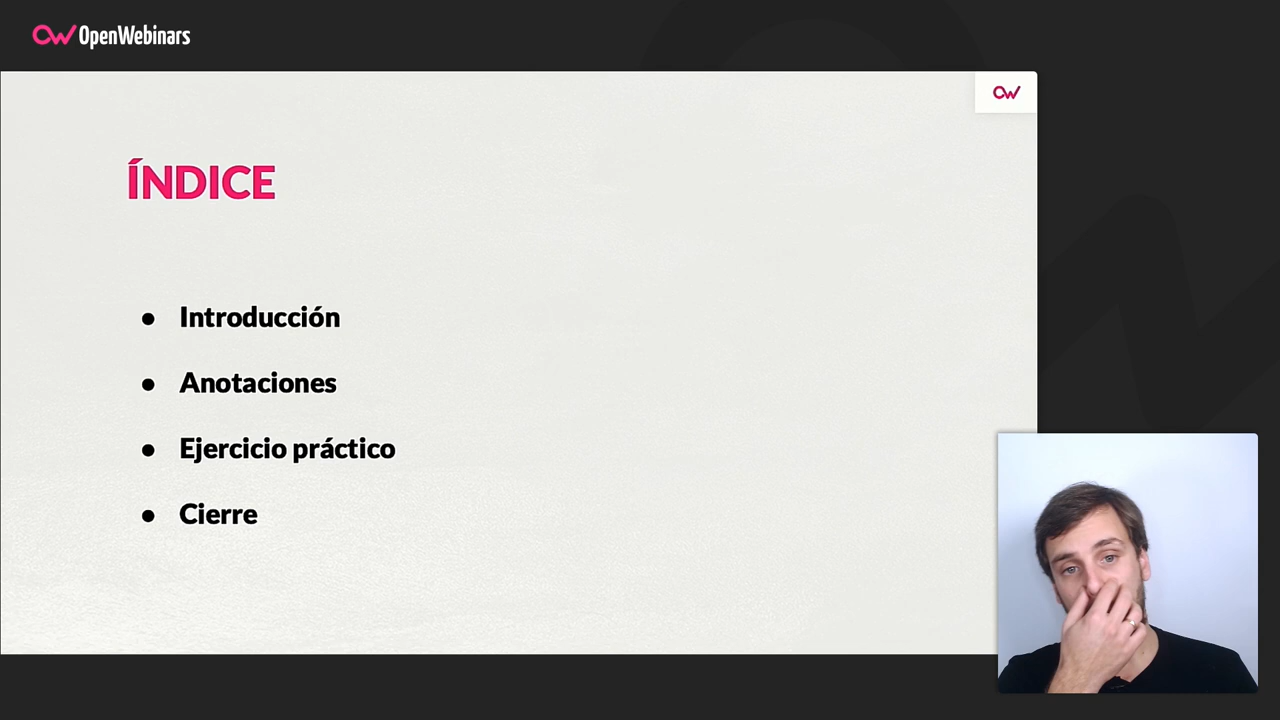 OpenWebinars
ÍNDICE
● Introducción
● Anotaciones
● Ejercicio práctico
● Cierre